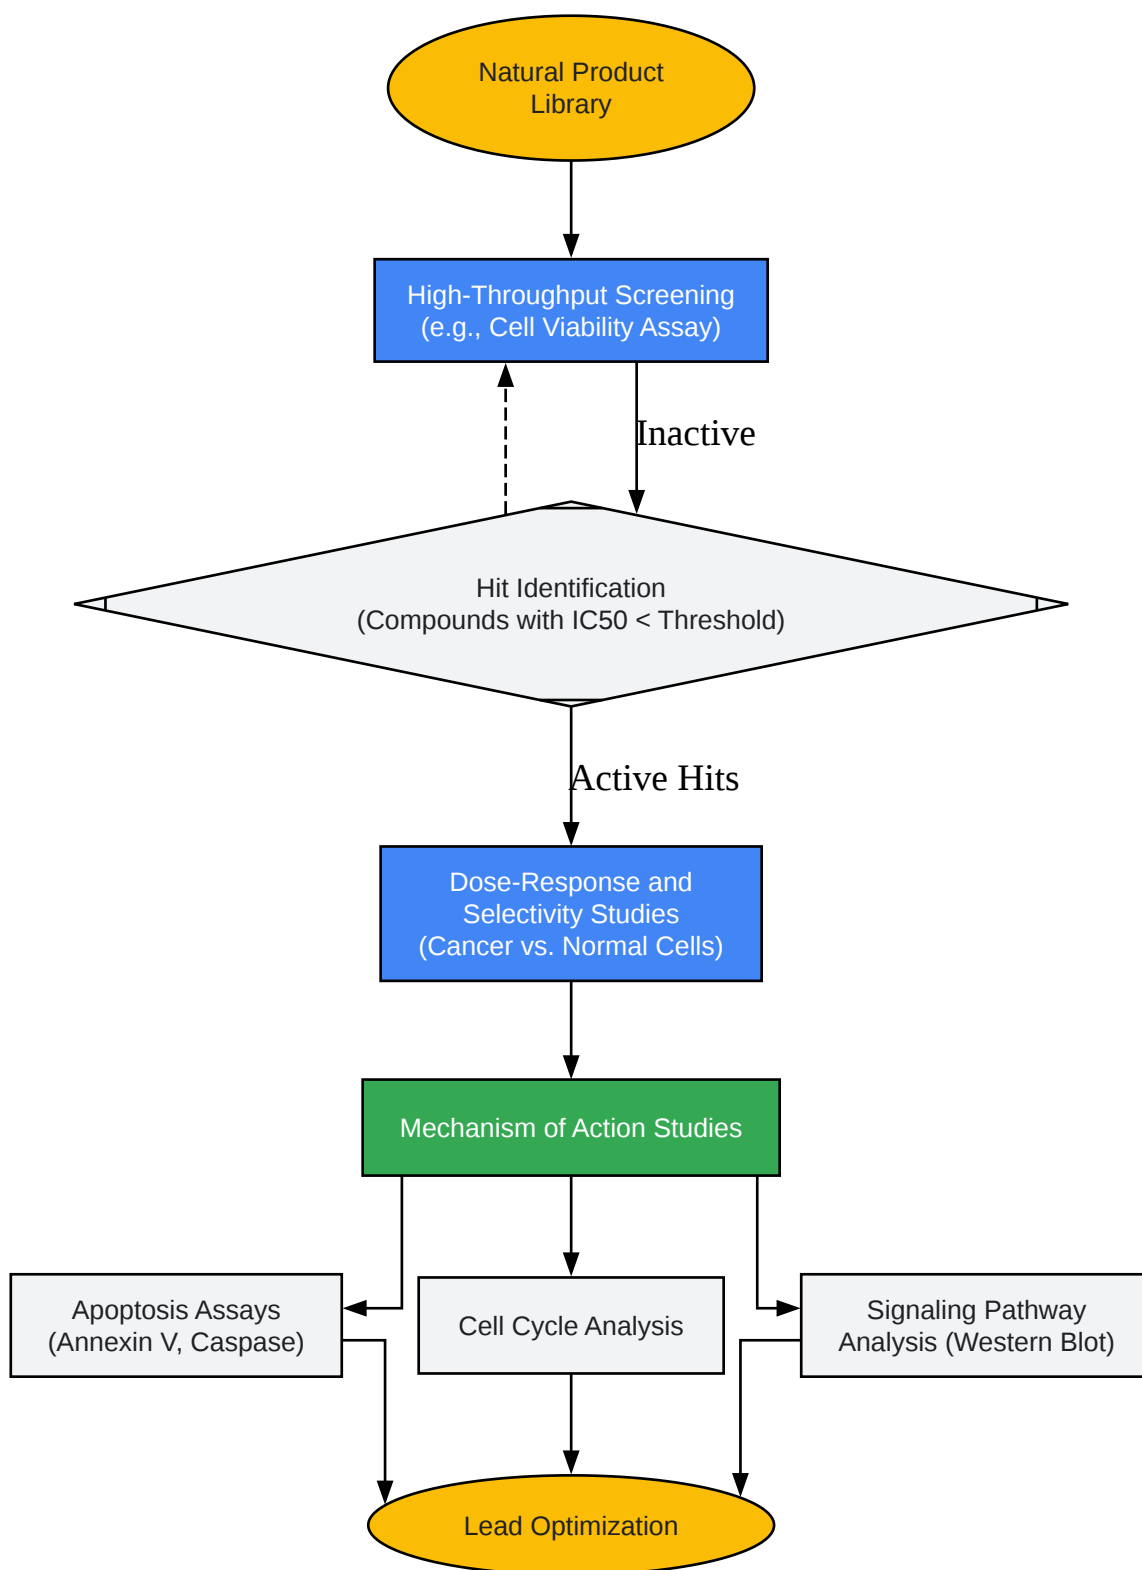 Natural Product
Library
High-Throughput Screening
(e.g., Cell Viability Assay)
Inactive
Hit Identification
(Compounds with IC50 < Threshold)
Active Hits
Dose-Response and
Selectivity Studies
(Cancer vs. Normal Cells)
Mechanism of Action Studies
Apoptosis Assays
(Annexin V, Caspase)
Cell Cycle Analysis
Signaling Pathway
Analysis (Western Blot)
Lead Optimization